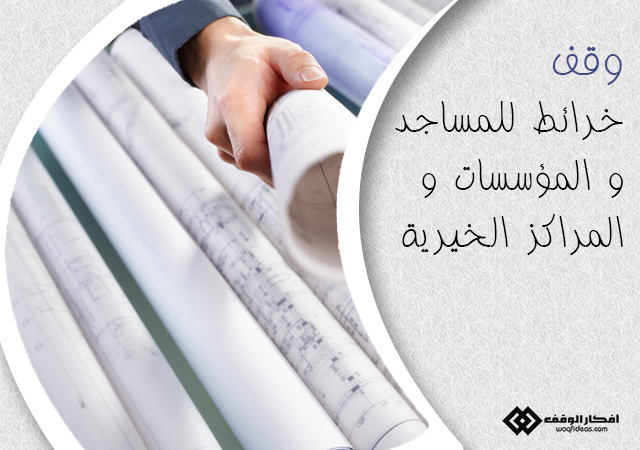 وقف
خرائط للمساجد
و المؤسسات و
المراكز الخيرية
افكار الوقف
waqfideas.com